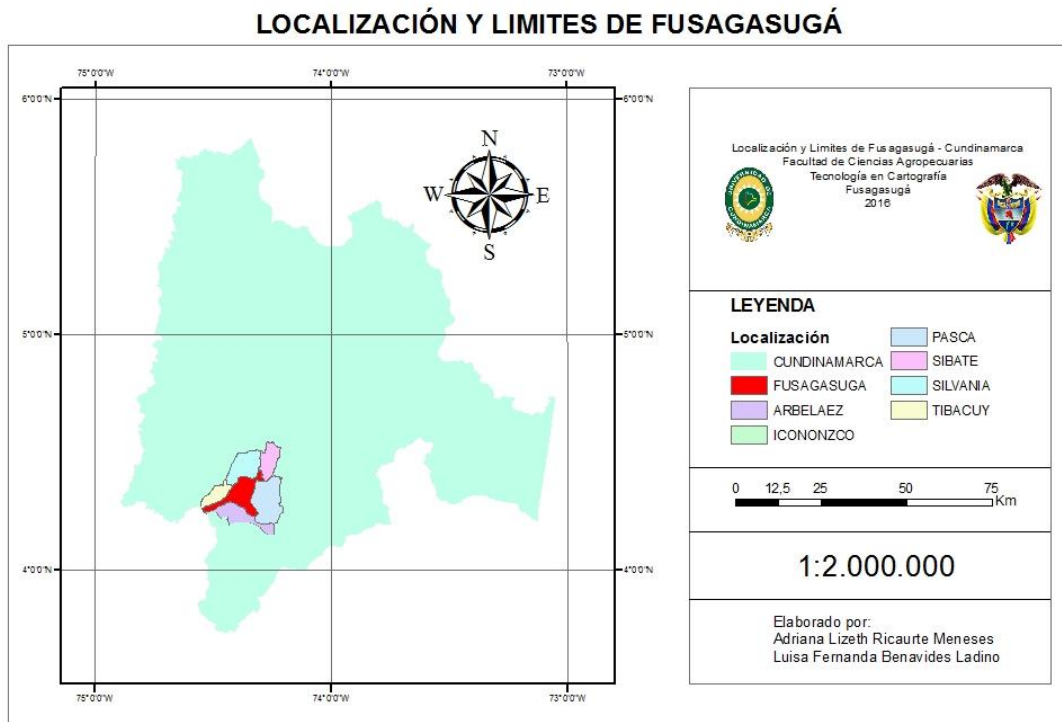 LOCALIZACIÓN Y LIMITES DE FUSAGASUGÁ
75°0'0"W 74°0'0"W 73°0'0"W
6°0'0"N 6°0'0"N
N
W E
S
5°0'0"N 5°0'0"N
4°0'0"N 4°0'0"N
75°0'0"W 74°0'0"W 73°0'0"W
Localización y Limites de Fusagasugá - Cundinamarca
Facultad de Ciencias Agropecuarias
Tecnología en Cartografía
Fusagasugá
2016
UNIVERSIDAD DE
CUNDINAMARCA
LEYENDA
Localización
CUNDINAMARCA
FUSAGASUGA
ARBELAEZ
ICONONZCO
PASCA
SIBATE
SILVANIA
TIBACUY
0 12,5 25 50 75
Km
1:2.000.000
Elaborado por:
Adriana Lizeth Ricaurte Meneses
Luisa Fernanda Benavides Ladino